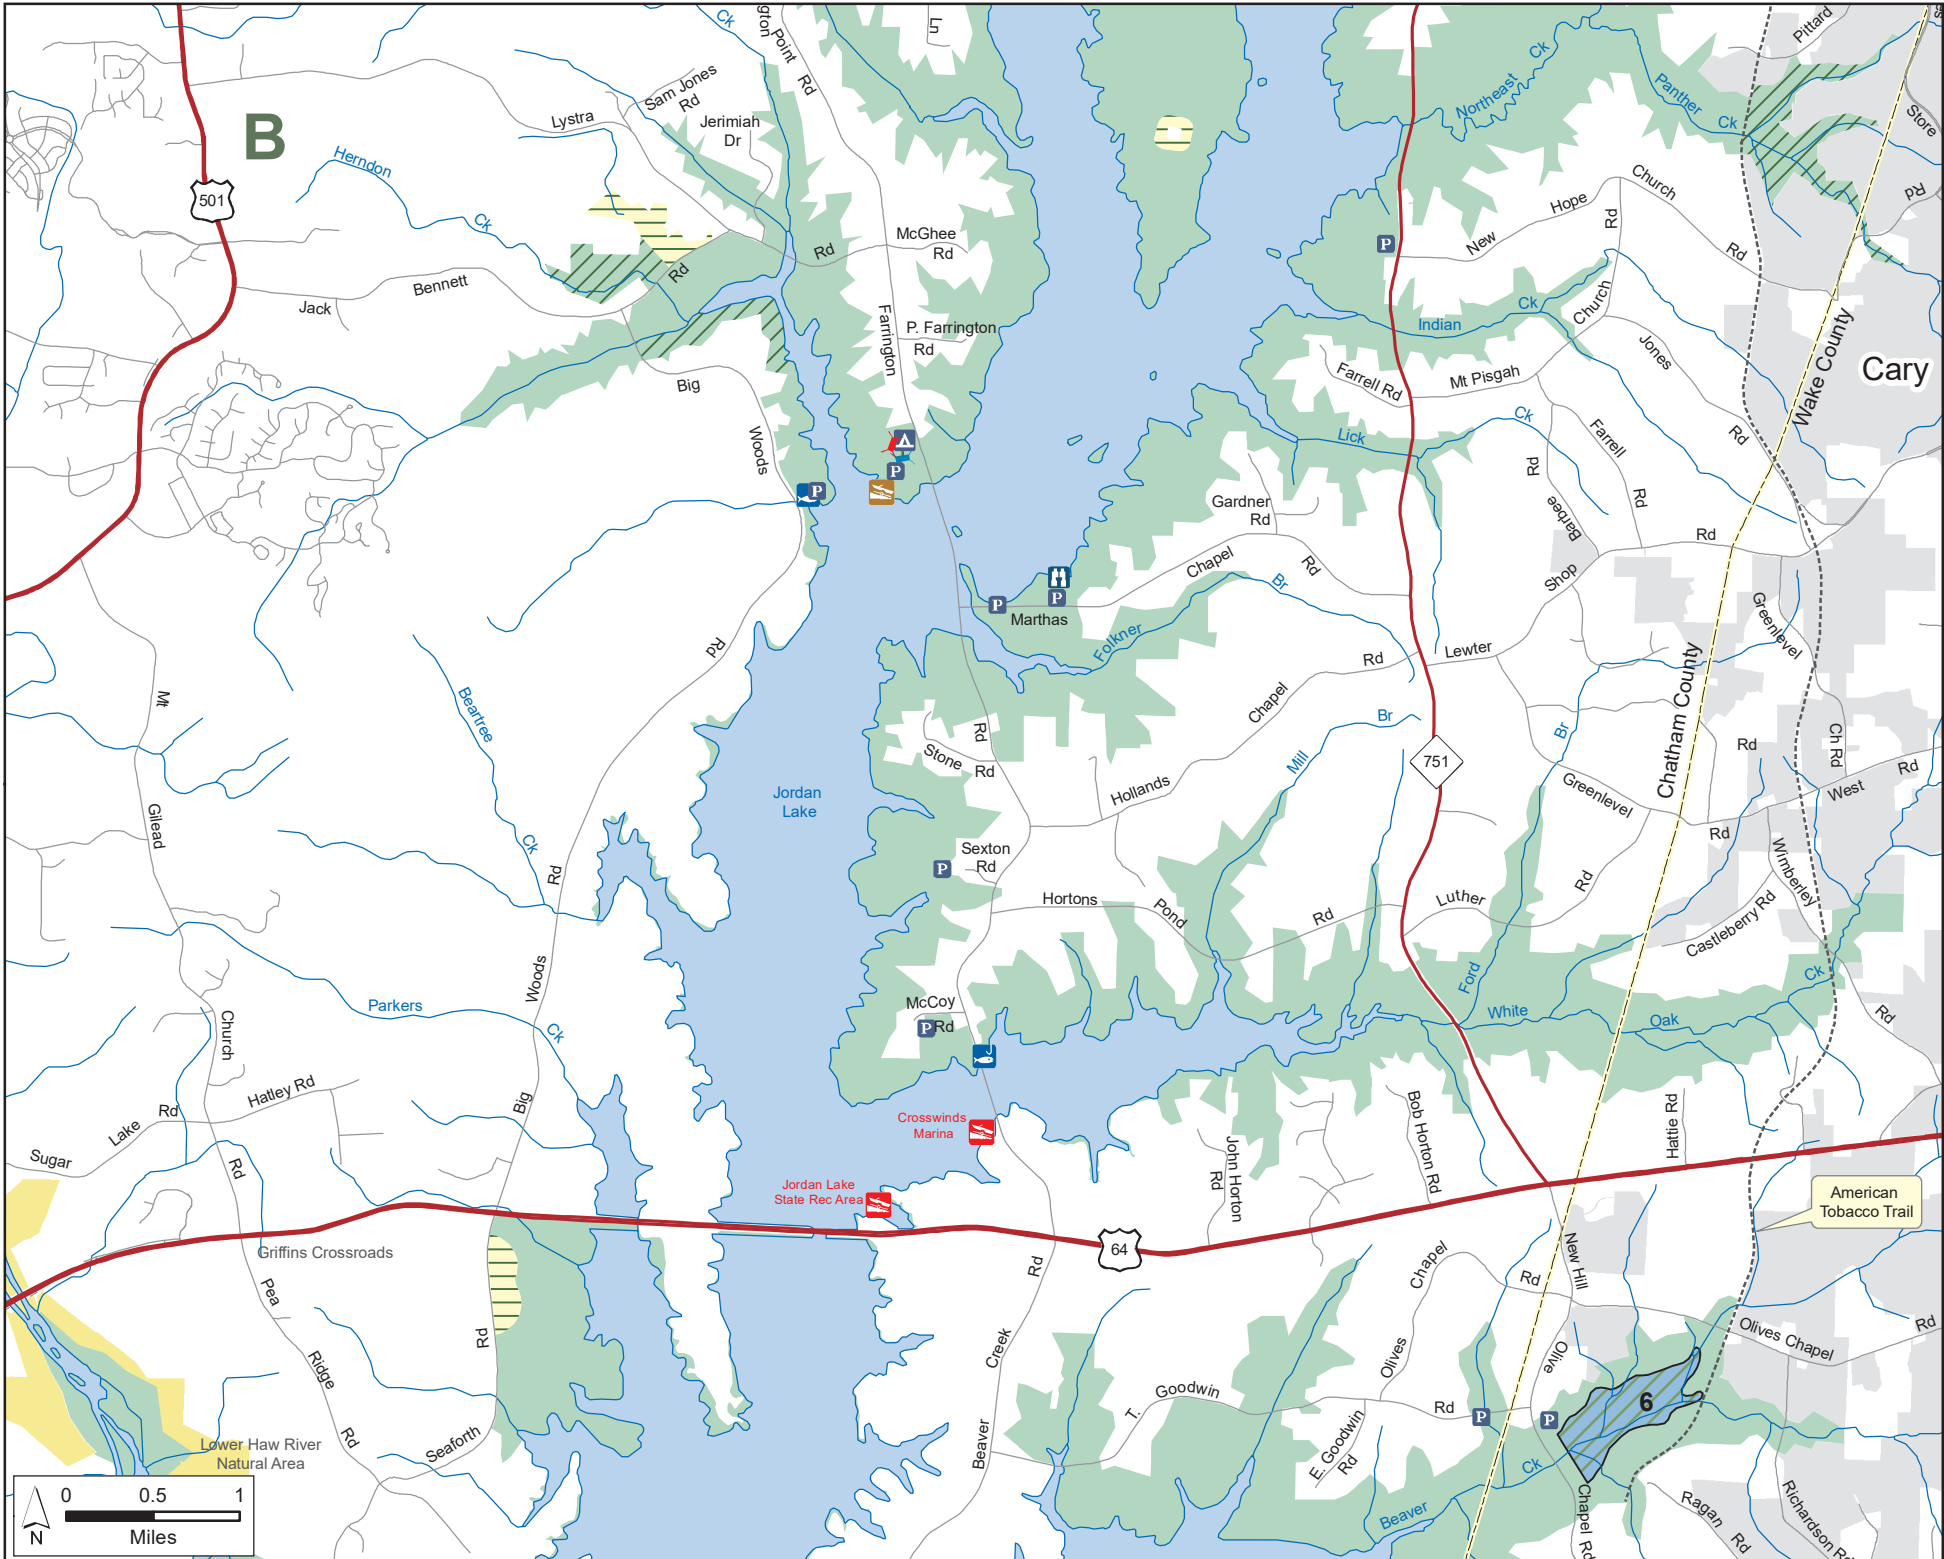 gton
Point
Rd
Ln
Ck
Pittard
B
Sam Jones
Rd
Lystra
Jerimiah
Dr
Northeast
Ck
Panther
Ck
Store
Herndon
Ck
501
McGhee
Rd
Rd
Rd
New
Hope
Church
Rd
Rd
Rd
P
Jack
Bennett
Farrington
P. Farrington
Rd
Indian
Ck
Church
Jones
Rd
Wake County
Cary
Big
Woods
Rd
Farrell Rd
Mt Pisgah
Lick
Ck
Farrell
Rd
Rd
Barbee
P
P
Gardner
Rd
Chapel
Rd
Br
Shop
Rd
P
P
Marthas
Folkner
Greenlevel
Ch Rd
Lewter
Rd
Chapel
Hollands
Chatham County
Mt
Gilead
Church
Rd
Beartree
Ck
Rd
Stone
Rd
Br
Mill
751
Br
Greenlevel
Rd
Rd
West
Rd
Jordan
Lake
Sexton
Rd
P
Wimberley
Castleberry Rd
Rd
Rd
Woods
Big
Rd
Hortons
Pond
Rd
Luther
Rd
Ford
White
Oak
Ck
Parkers
Ck
McCoy
Rd
P
Crosswinds
Marina
Hatley Rd
Sugar
Lake
Rd
Jordan Lake
State Rec Area
John Horton
Rd
Bob Horton Rd
Hattie Rd
American
Tobacco Trail
Griffins Crossroads
64
New Hill
Olive
Chapel Rd
Pea
Ridge
Rd
Rd
Creek
Beaver
Olives
Chapel
Rd
Olives Chapel
Rd
T.
Goodwin
Rd
E. Goodwin
Rd
P
P
6
Lower Haw River
Natural Area
Seaforth
Beaver
Ck
Ragan
Rd
Richardson Rd
0 0.5 1
Miles
N